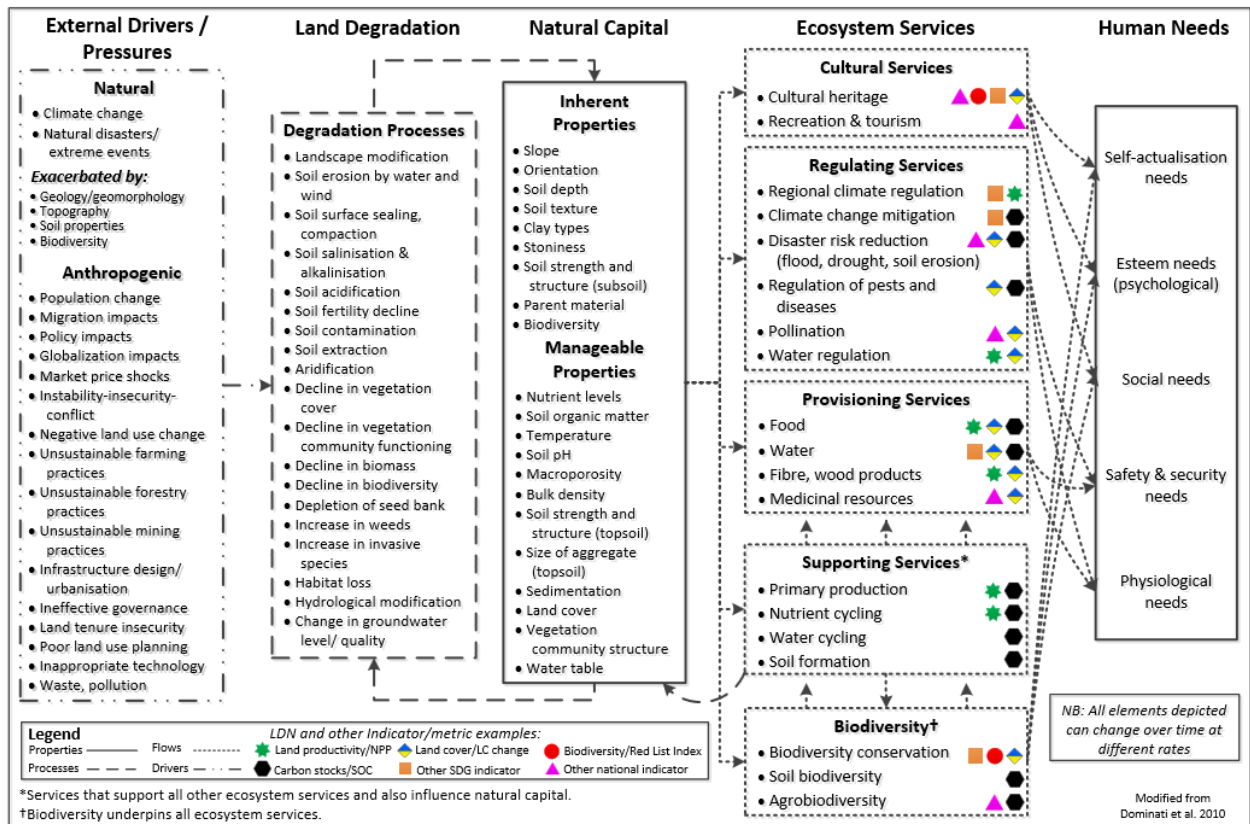 External Drivers /
Pressures
Natural
• Climate change
• Natural disasters/
extreme events
Exacerbated by:
• Geology/geomorphology
• Topography
• Soil properties
• Biodiversity
Anthropogenic
• Population change
• Migration impacts
• Policy impacts
• Globalization impacts
• Market price shocks
• Instability-insecurity-
conflict
• Negative land use change
• Unsustainable farming
practices
• Unsustainable forestry
practices
• Unsustainable mining
practices
• Infrastructure design/
urbanisation
• Ineffective governance
• Land tenure insecurity
• Poor land use planning
• Inappropriate technology
• Waste, pollution
Land Degradation
Degradation Processes
• Landscape modification
• Soil erosion by water and
wind
• Soil surface sealing,
compaction
• Soil salinisation &
alkalinisation
• Soil acidification
• Soil fertility decline
• Soil contamination
• Soil extraction
• Aridification
• Decline in vegetation
cover
• Decline in vegetation
community functioning
• Decline in biomass
• Decline in biodiversity
• Depletion of seed bank
• Increase in weeds
• Increase in invasive
species
• Habitat loss
• Hydrological modification
• Change in groundwater
level/ quality
Natural Capital
Inherent
Properties
• Slope
• Orientation
• Soil depth
• Soil texture
• Clay types
• Stoniness
• Soil strength and
structure (subsoil)
• Parent material
• Biodiversity
Manageable
Properties
• Nutrient levels
• Soil organic matter
• Temperature
• Soil pH
• Macroporosity
• Bulk density
• Soil strength and
structure (topsoil)
• Size of aggregate
(topsoil)
• Sedimentation
• Land cover
• Vegetation
community structure
• Water table
Ecosystem Services
Cultural Services
• Cultural heritage
• Recreation & tourism
Regulating Services
• Regional climate regulation
• Climate change mitigation
• Disaster risk reduction
(flood, drought, soil erosion)
• Regulation of pests and
diseases
• Pollination
• Water regulation
Provisioning Services
• Food
• Water
• Fibre, wood products
• Medicinal resources
Supporting Services*
• Primary production
• Nutrient cycling
• Water cycling
• Soil formation
Biodiversity†
• Biodiversity conservation
• Soil biodiversity
• Agrobiodiversity
Human Needs
Self-actualisation
needs
Esteem needs
(psychological)
Social needs
Safety & security
needs
Physiological
needs
NB: All elements depicted
can change over time at
different rates
Legend
LDN and other Indicator/metric examples:
Properties
Flows
Land productivity/NPP
Land cover/LC change
Biodiversity/Red List Index
Processes
Drivers
Carbon stocks/SOC
Other SDG indicator
Other national indicator
*Services that support all other ecosystem services and also influence natural capital.
†Biodiversity underpins all ecosystem services.
Modified from
Dominati et al. 2010